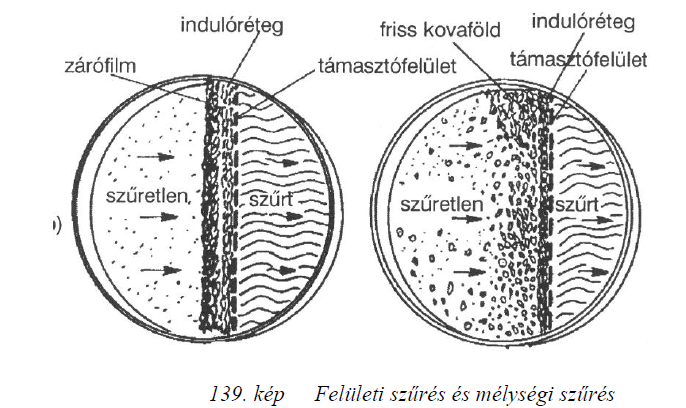 indulóréteg
zárófilm
támasztófelület
szűretlen
szűrt
indulóréteg
friss kovaföld
támasztófelület
szűretlen
szűrt
)
139. kép Felületi szűrés és mélységi szűrés